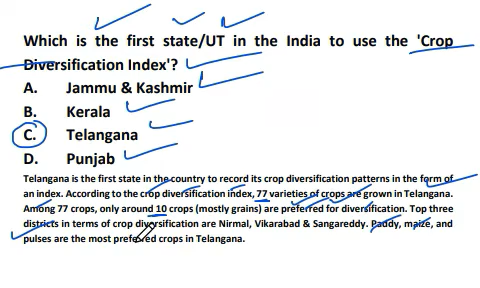 Which is the first state/UT in the India to use the 'Crop
Diversification Index'?
A. Jammu & Kashmir
B. Kerala
C. Telangana
D. Punjab
Telangana is the first state in the country to record its crop diversification patterns in the form of
an index. According to the crop diversification index, 77 varieties of crops are grown in Telangana.
Among 77 crops, only around 10 crops (mostly grains) are preferred for diversification. Top three
districts in terms of crop diversification are Nirmal, Vikarabad & Sangareddy. Paddy, maize, and
pulses are the most preferred crops in Telangana.